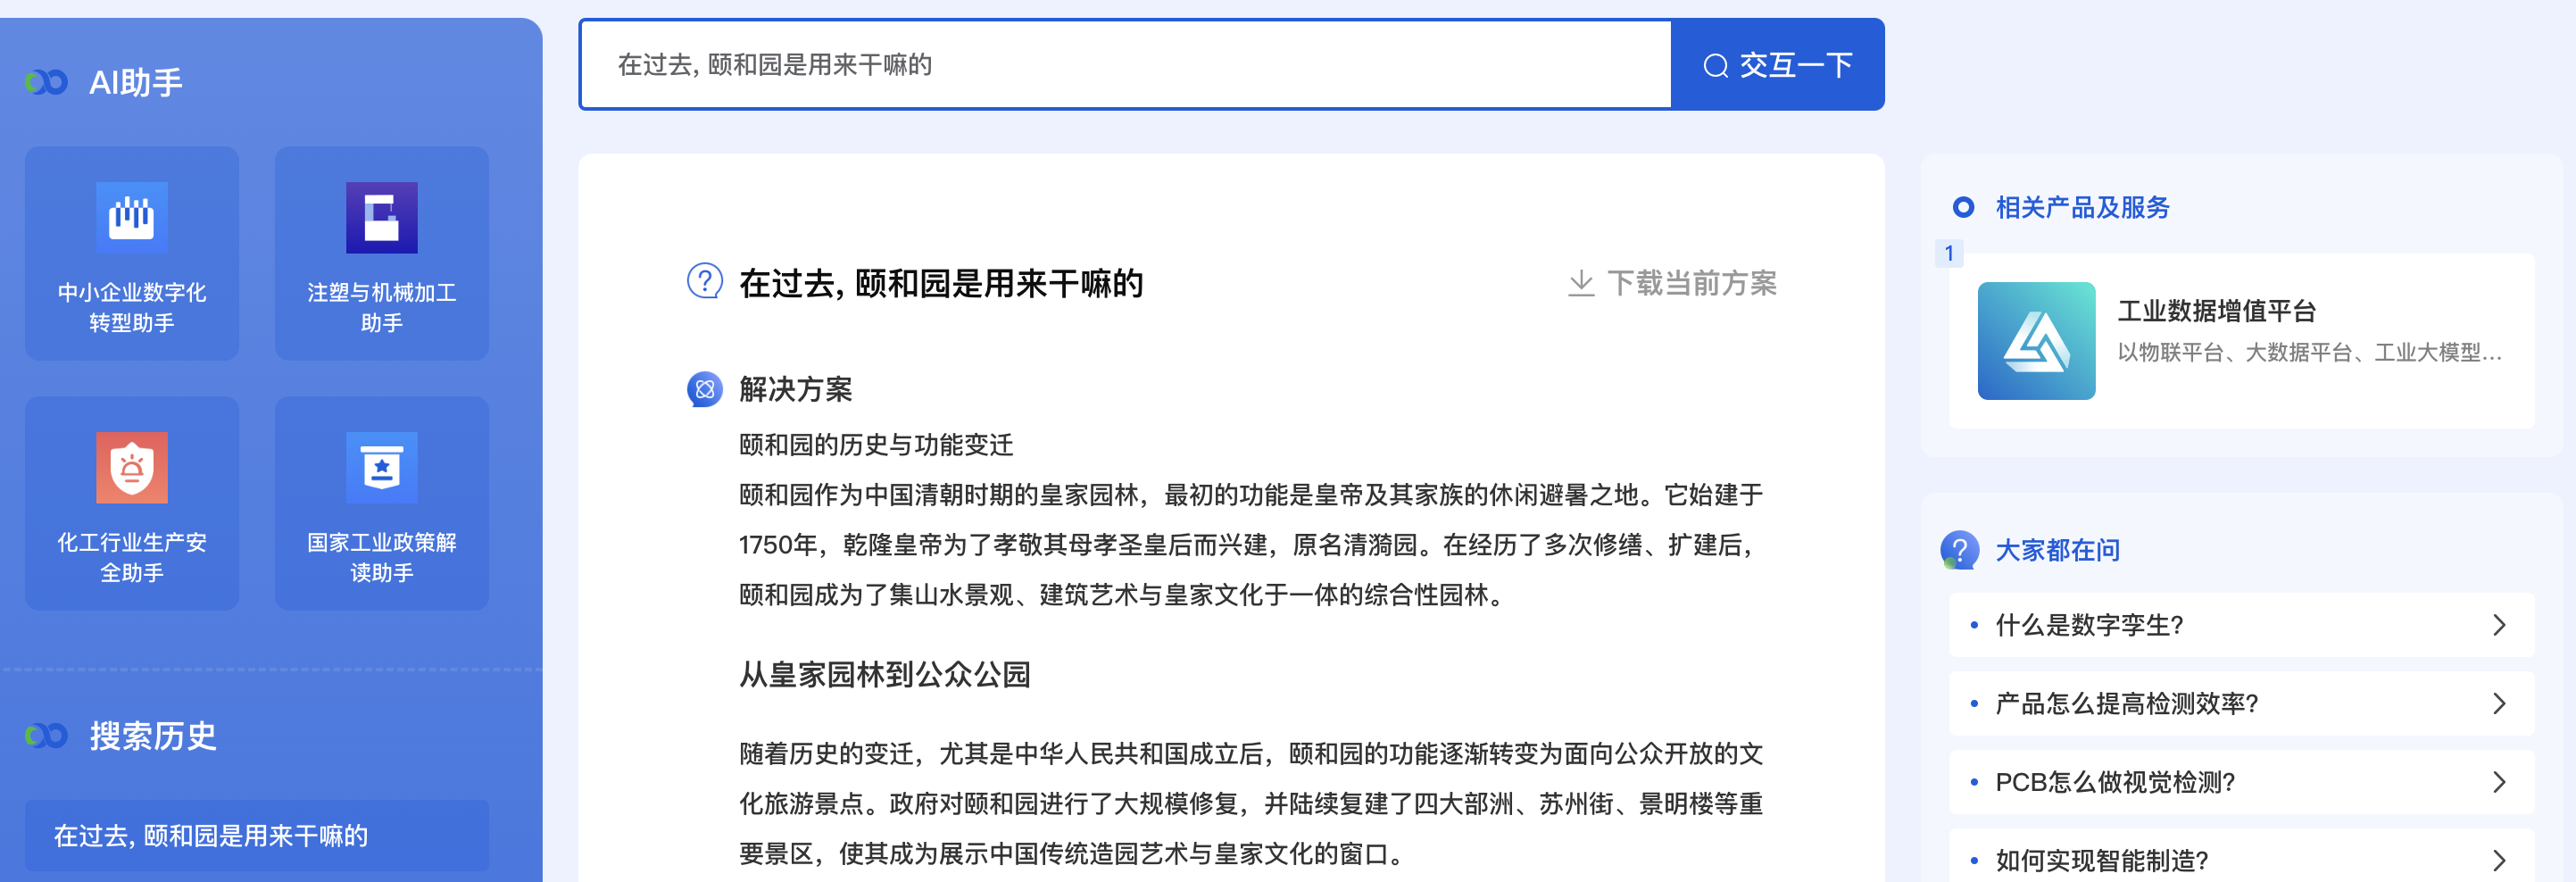 AI助手
中小企业数字化
转型助手
注塑与机械加工
助手
化工行业生产安
全助手
国家工业政策解
读助手
搜索历史
在过去, 颐和园是用来干嘛的
在过去, 颐和园是用来干嘛的
交互一下
在过去, 颐和园是用来干嘛的
下载当前方案
解决方案
颐和园的历史与功能变迁
颐和园作为中国清朝时期的皇家园林，最初的功能是皇帝及其家族的休闲避暑之地。它始建于
1750年，乾隆皇帝为了孝敬其母孝圣皇后而兴建，原名清漪园。在经历了多次修缮、扩建后，
颐和园成为了集山水景观、建筑艺术与皇家文化于一体的综合性园林。
从皇家园林到公众公园
随着历史的变迁，尤其是中华人民共和国成立后，颐和园的功能逐渐转变为面向公众开放的文
化旅游景点。政府对颐和园进行了大规模修复，并陆续复建了四大部洲、苏州街、景明楼等重
要景区，使其成为展示中国传统造园艺术与皇家文化的窗口。
相关产品及服务
1
工业数据增值平台
以物联平台、大数据平台、工业大模型...
大家都在问
什么是数字孪生?
产品怎么提高检测效率?
PCB怎么做视觉检测?
如何实现智能制造?